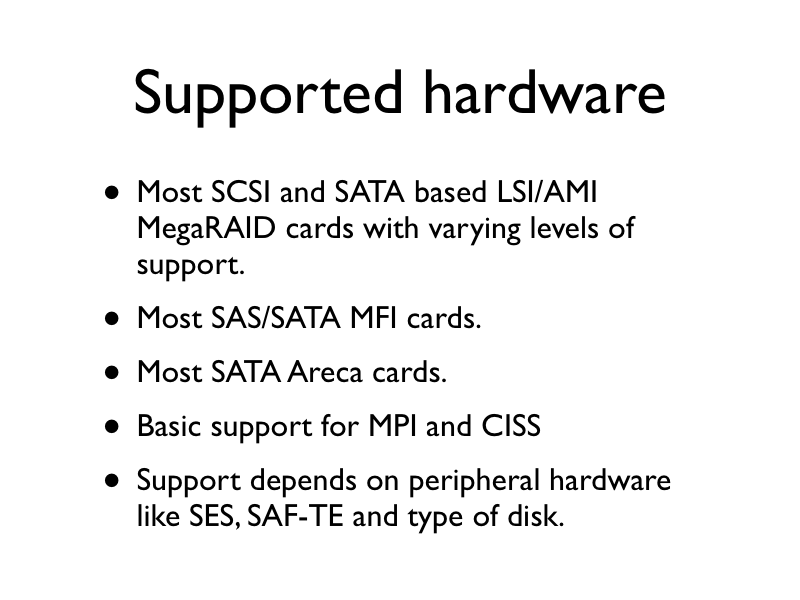 Supported hardware
• Most SCSI and SATA based LSI/AMI
MegaRAID cards with varying levels of
support.
• Most SAS/SATA MFI cards.
• Most SATA Areca cards.
• Basic support for MPI and CISS
• Support depends on peripheral hardware
like SES, SAF-TE and type of disk.